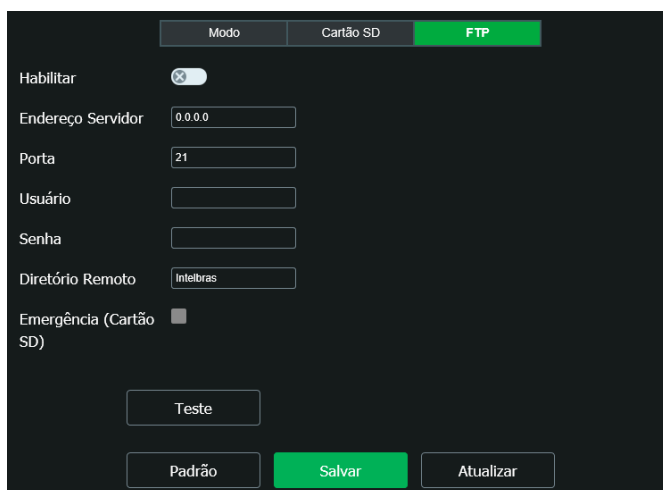 Modo Cartão SD FTP
Habilitar
Endereço Servidor 0.0.0.0
Porta 21
Usuário
Senha
Diretório Remoto Intelbras
Emergência (Cartão
SD)
Teste
Padrão Salvar Atualizar